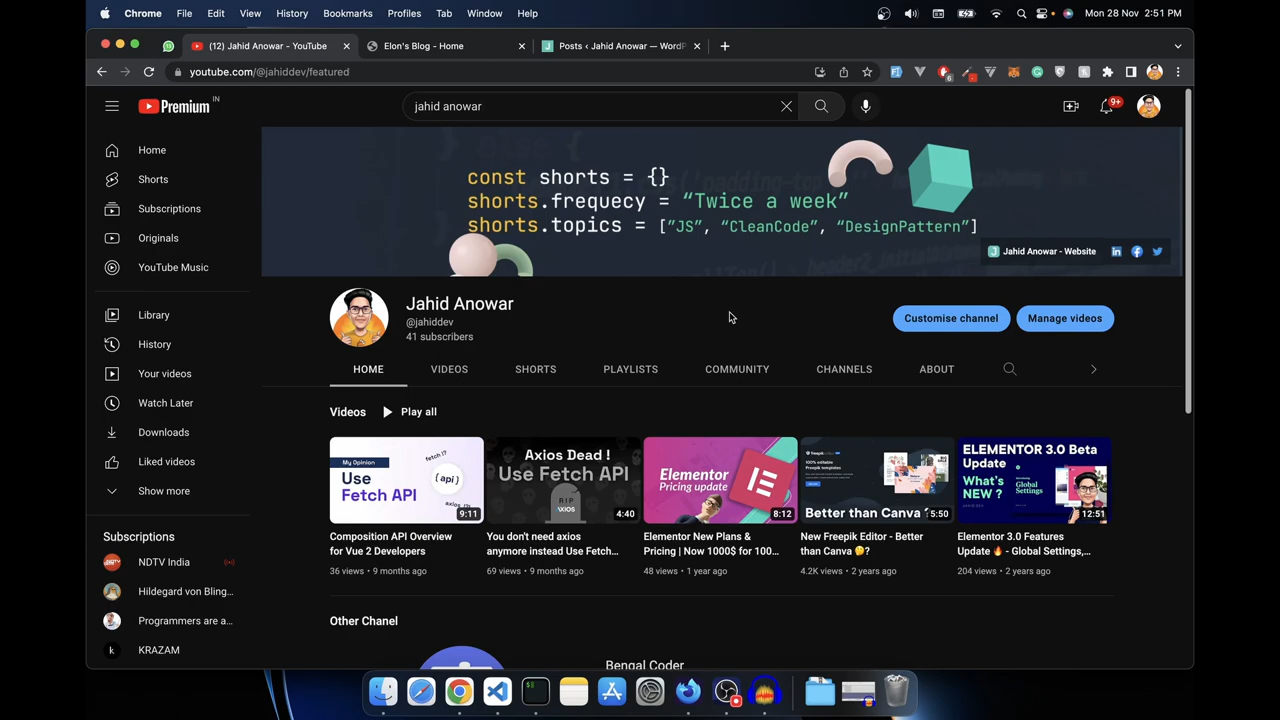 Chrome File Edit View History Bookmarks Profiles Tab Window Help Mon 28 Nov 2:51 PM
(12) Jahid Anowar - YouTube Elon's Blog - Home Posts ‹ Jahid Anowar — WordP
youtube.com/@jahiddev/featured
6
Premium IN
jahid anowar
9+
Home
Shorts
Subscriptions
Originals
YouTube Music
Library
History
Your videos
Watch Later
Downloads
Liked videos
Show more
Subscriptions
NDTV India
Hildegard von Bling...
Programmers are a...
k KRAZAM
const shorts = {}
shorts.frequecy = “Twice a week”
shorts.topics = [“JS”, “CleanCode”, “DesignPattern”]
Jahid Anowar - Website
Jahid Anowar
@jahiddev
41 subscribers
Customise channel Manage videos
HOME VIDEOS SHORTS PLAYLISTS COMMUNITY CHANNELS ABOUT
Videos Play all
My Opinion
fetch !?
Use
Fetch API
{ api }
9:11
Composition API Overview
for Vue 2 Developers
36 views • 9 months ago
Axios Dead !
Use Fetch API
RIP
AXIOS
4:40
You don't need axios
anymore instead Use Fetch...
69 views • 9 months ago
Elementor
Pricing update
8:12
Elementor New Plans &
Pricing | Now 1000$ for 100...
48 views • 1 year ago
100% editable
Freepik templates
Better than Canva ?
5:50
New Freepik Editor - Better
than Canva 🤔?
4.2K views • 2 years ago
ELEMENTOR 3.0 Beta
Update
What's
NEW ?
Global
Settings
12:51
Elementor 3.0 Features
Update 🔥 - Global Settings,...
204 views • 2 years ago
Other Chanel
Bengal Coder